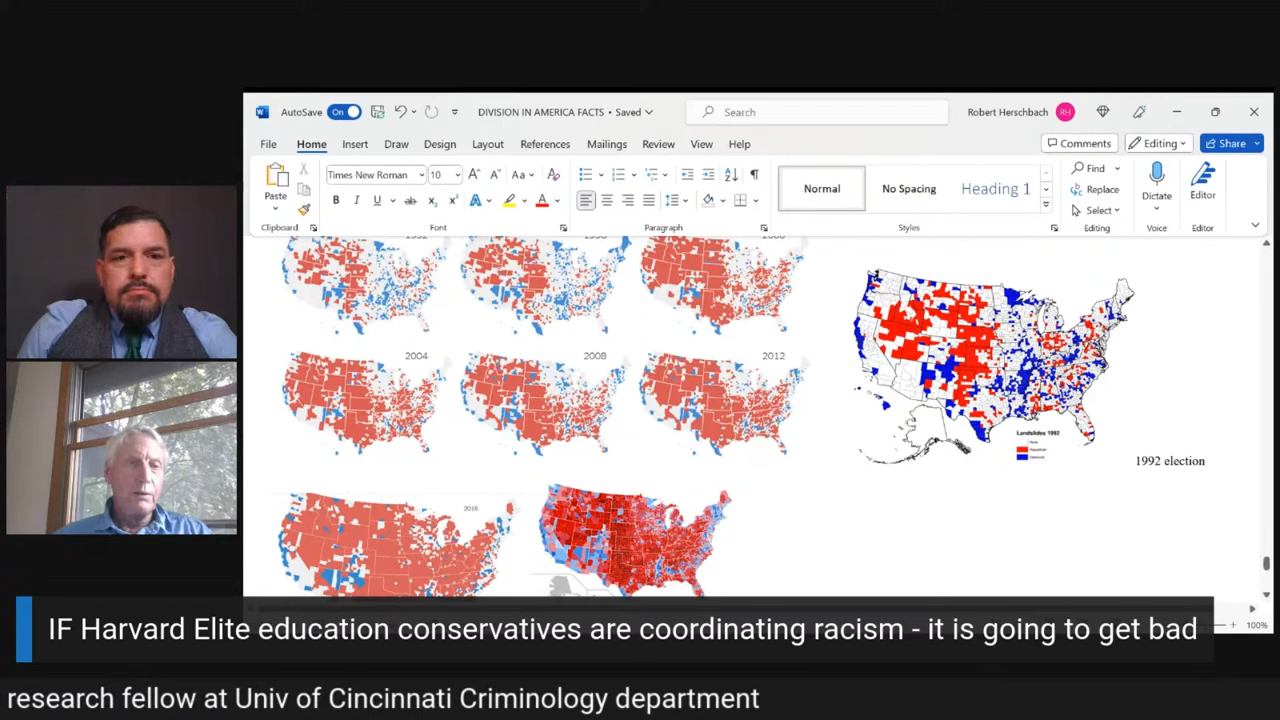 AutoSave On DIVISION IN AMERICA FACTS • Saved Search Robert Herschbach RH
File Home Insert Draw Design Layout References Mailings Review View Help Comments Editing Share
Paste
Times New Roman 10 Aa
Normal No Spacing Heading 1
Find
Replace
Select
Dictate
Editor
Clipboard Font Paragraph Styles Editing Voice Editor
2004 2008 2012
Landslides 1992
1992 election
2016
IF Harvard Elite education conservatives are coordinating racism - it is going to get bad
100%
research fellow at Univ of Cincinnati Criminology department